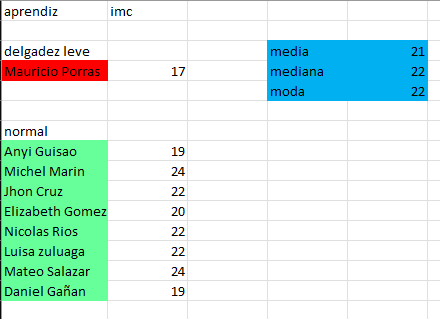 aprendiz imc
delgadez leve media 21
Mauricio Porras 17 mediana 22
moda 22
normal
Anyi Guisao 19
Michel Marin 24
Jhon Cruz 22
Elizabeth Gomez 20
Nicolas Rios 22
Luisa zuluaga 22
Mateo Salazar 24
Daniel Gañan 19